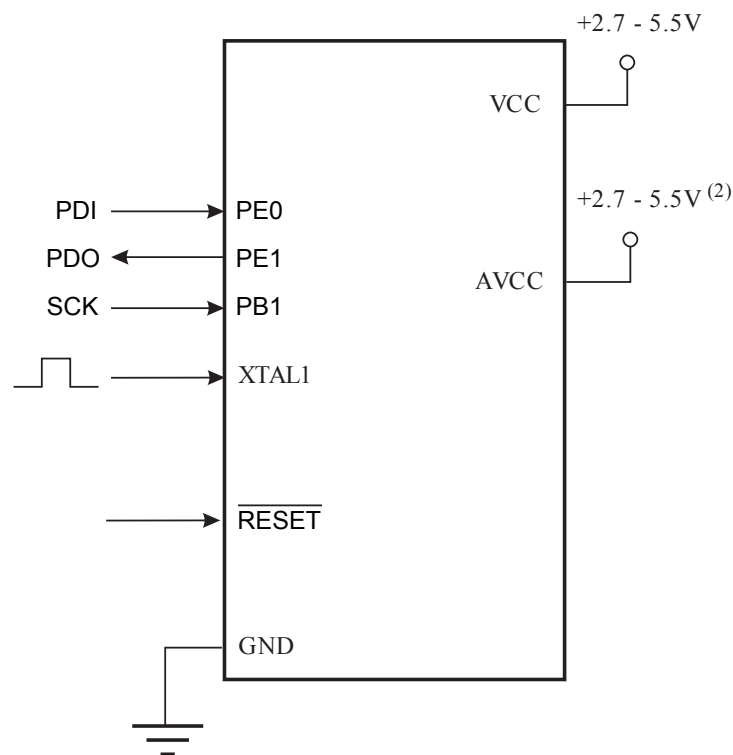 +2.7 - 5.5V
VCC
+2.7 - 5.5V (2)
PDI PE0
PDO PE1
AVCC
SCK PB1
XTAL1
RESET
GND